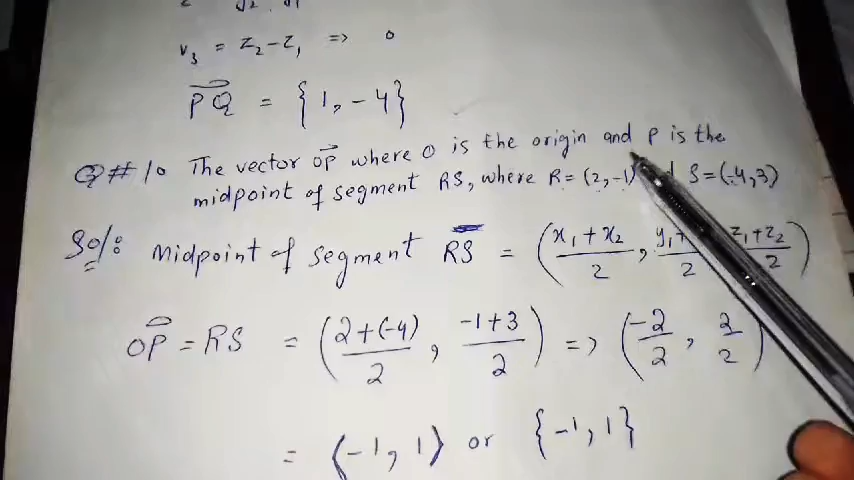 v₃ = z₂-z₁ => 0
PQ = {1, -4}
Q#10 The vector OP where O is the origin and P is the
midpoint of segment RS, where R = (2, -1) S = (-4, 3)
Sol: Midpoint of segment RS = (x₁+x₂/2, y₁+ /2, z₁+z₂/2)
OP = RS = (2+(-4)/2, -1+3/2) => (-2/2, 2/2)
= (-1, 1) or {-1, 1}